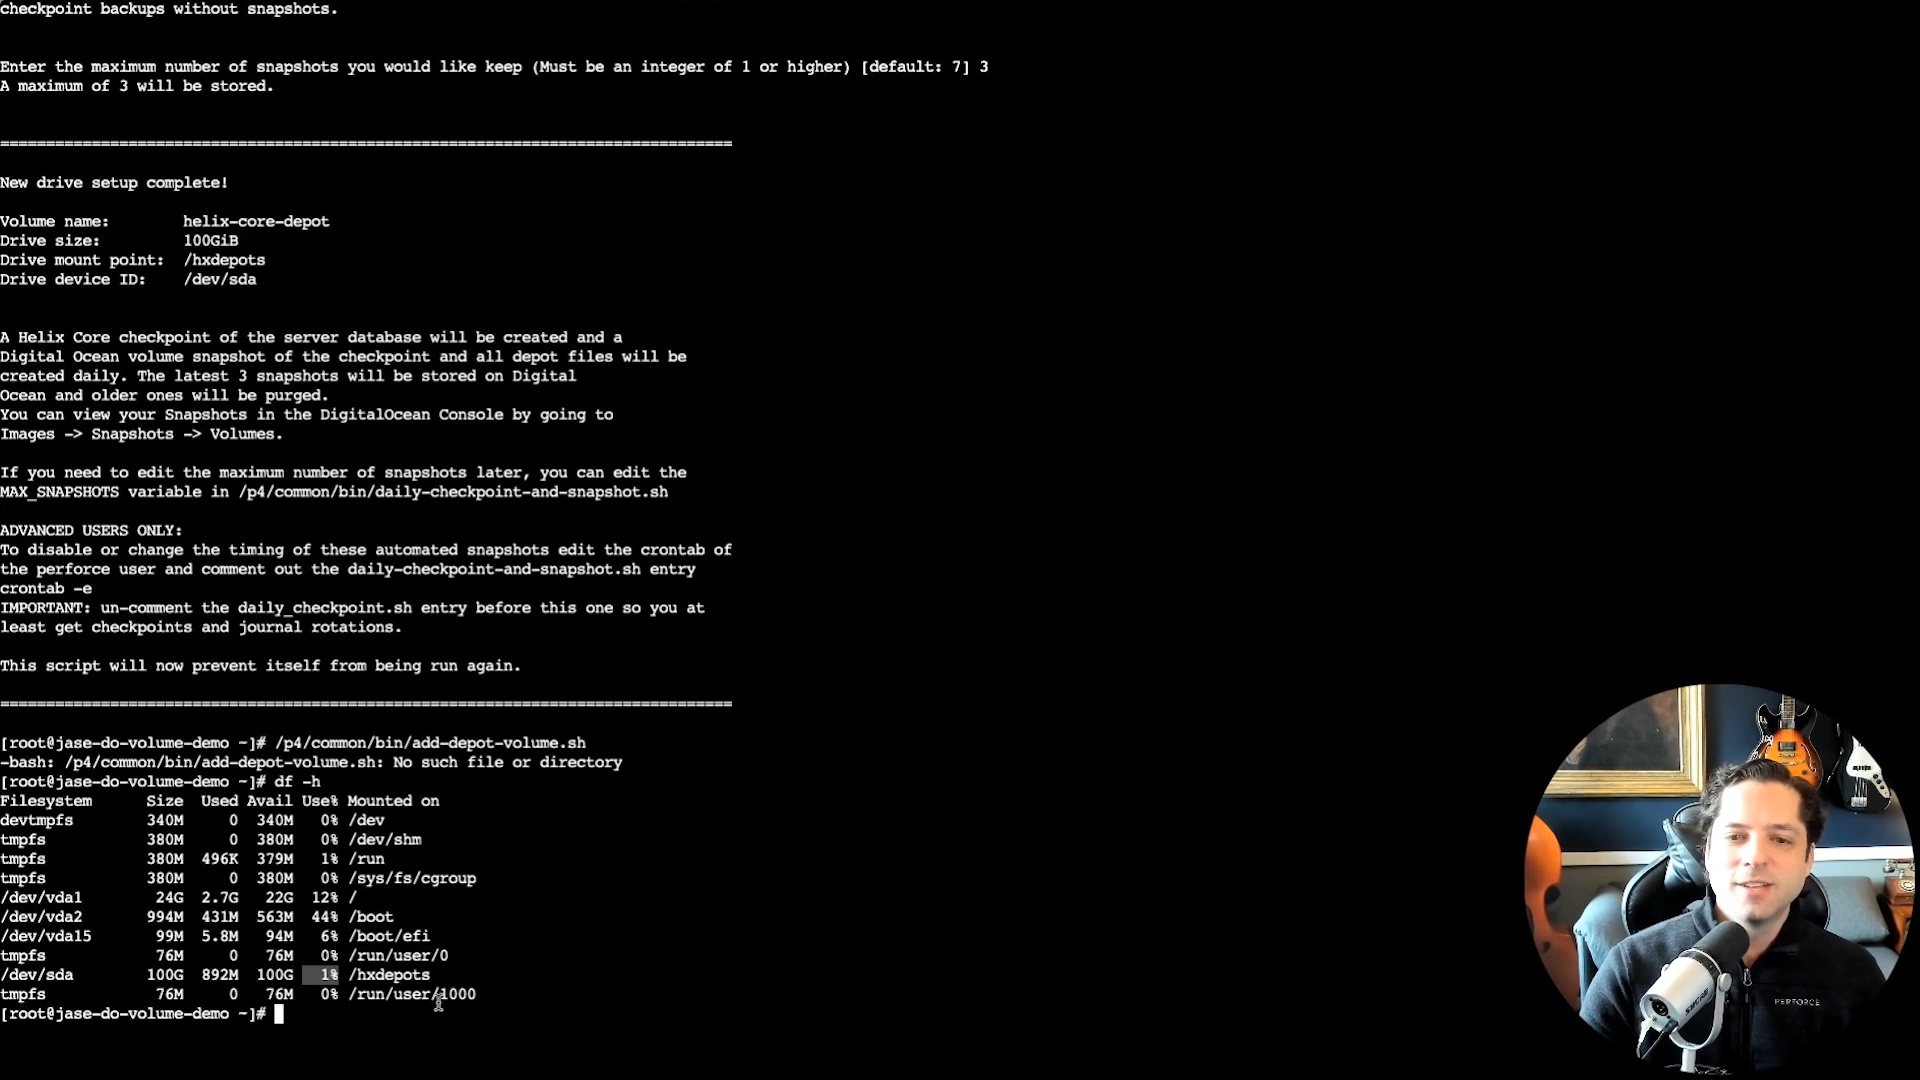 checkpoint backups without snapshots.
Enter the maximum number of snapshots you would like keep (Must be an integer of 1 or higher) [default: 7] 3
A maximum of 3 will be stored.
================================================================================
New drive setup complete!
Volume name: helix-core-depot
Drive size: 100GiB
Drive mount point: /hxdepots
Drive device ID: /dev/sda
A Helix Core checkpoint of the server database will be created and a
Digital Ocean volume snapshot of the checkpoint and all depot files will be
created daily. The latest 3 snapshots will be stored on Digital
Ocean and older ones will be purged.
You can view your Snapshots in the DigitalOcean Console by going to
Images -> Snapshots -> Volumes.
If you need to edit the maximum number of snapshots later, you can edit the
MAX_SNAPSHOTS variable in /p4/common/bin/daily-checkpoint-and-snapshot.sh
ADVANCED USERS ONLY:
To disable or change the timing of these automated snapshots edit the crontab of
the perforce user and comment out the daily-checkpoint-and-snapshot.sh entry
crontab -e
IMPORTANT: un-comment the daily_checkpoint.sh entry before this one so you at
least get checkpoints and journal rotations.
This script will now prevent itself from being run again.
================================================================================
[root@jase-do-volume-demo ~]# /p4/common/bin/add-depot-volume.sh
-bash: /p4/common/bin/add-depot-volume.sh: No such file or directory
[root@jase-do-volume-demo ~]# df -h
Filesystem Size Used Avail Use% Mounted on
devtmpfs 340M 0 340M 0% /dev
tmpfs 380M 0 380M 0% /dev/shm
tmpfs 380M 496K 379M 1% /run
tmpfs 380M 0 380M 0% /sys/fs/cgroup
/dev/vda1 24G 2.7G 22G 12% /
/dev/vda2 994M 431M 563M 44% /boot
/dev/vda15 99M 5.8M 94M 6% /boot/efi
tmpfs 76M 0 76M 0% /run/user/0
/dev/sda 100G 892M 100G 1% /hxdepots
tmpfs 76M 0 76M 0% /run/user/1000
[root@jase-do-volume-demo ~]#
PERFORCE